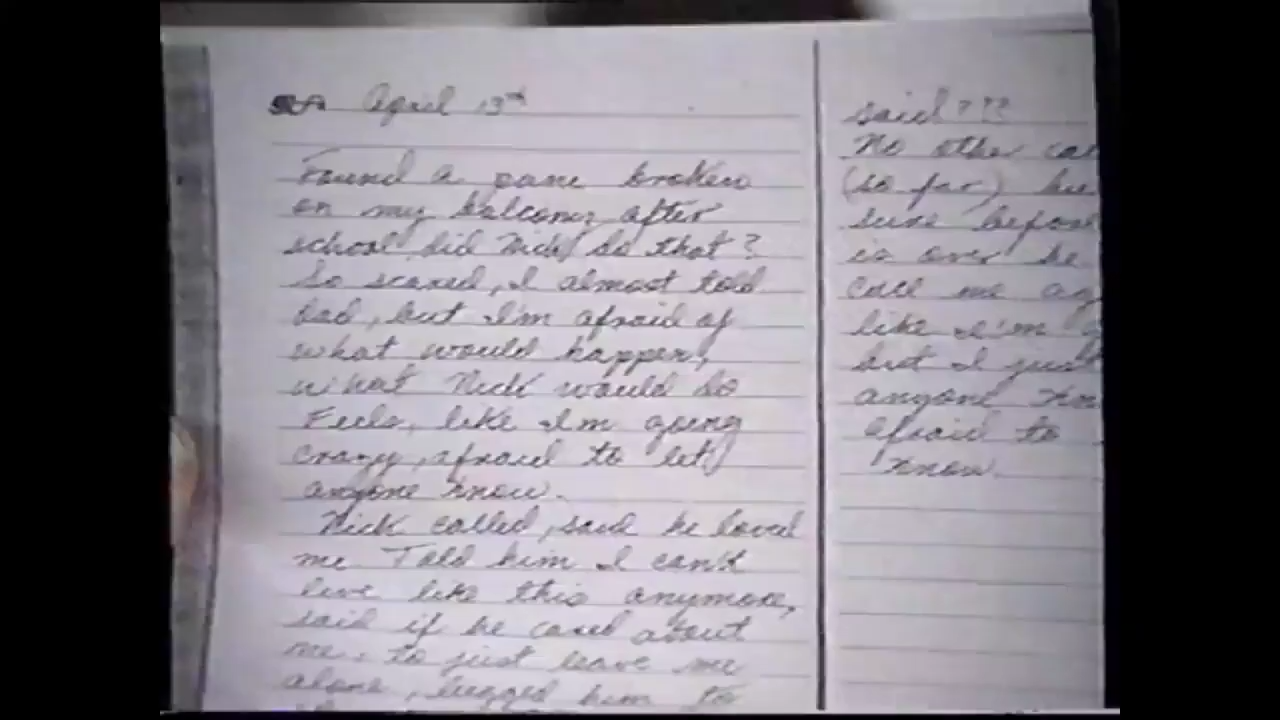 April 13th
Found a pane broken
on my balcony after
school, did Nick do that?
So scared, I almost told
Dad, but I'm afraid of
what would happen,
what Nick would do
Feels, like I'm going
crazy, afraid to let
anyone know.
Nick called, said he loved
me. Told him I can't
live like this anymore,
said if he cared about
me, to just leave me
alone, begged him to
said???
No other
(so far)
sure
is over he
call me
like I'm
but I just
anyone
afraid to
know.